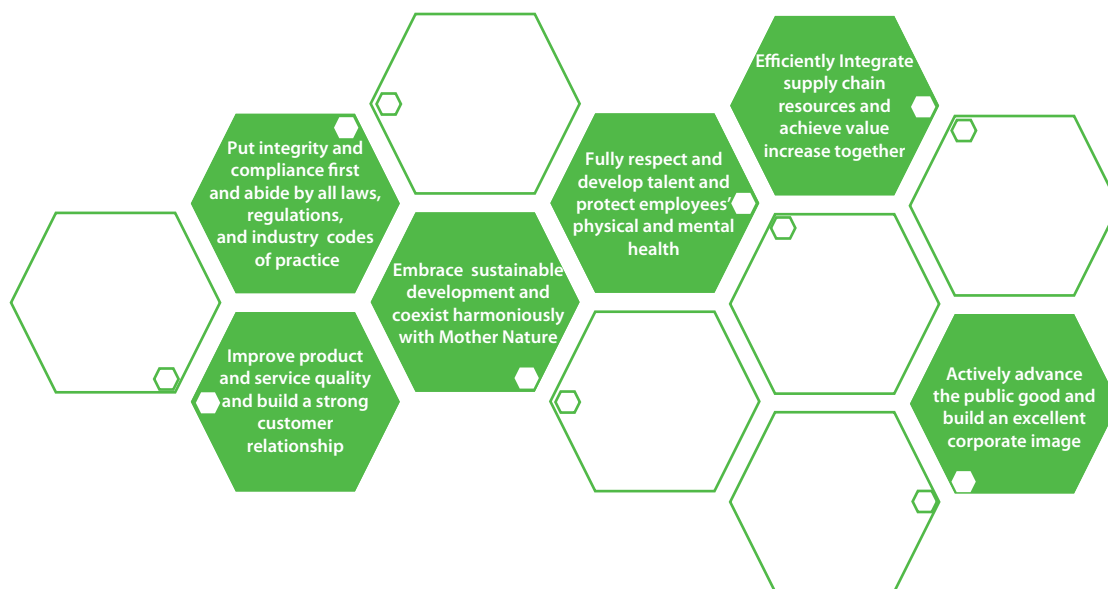 Put integrity and
compliance first
and abide by all laws,
regulations,
and industry codes
of practice
Improve product
and service quality
and build a strong
customer
relationship
Embrace sustainable
development and
coexist harmoniously
with Mother Nature
Fully respect and
develop talent and
protect employees'
physical and mental
health
Efficiently Integrate
supply chain
resources and
achieve value
increase together
Actively advance
the public good and
build an excellent
corporate image